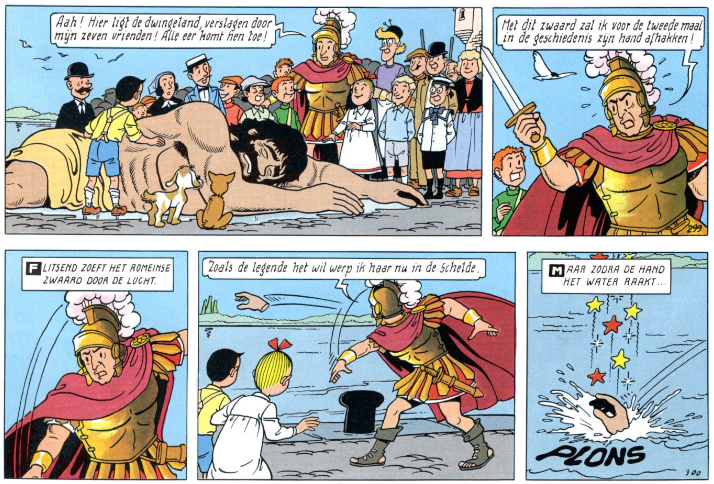 Aah! Hier ligt de dwingeland, verslagen door
mijn zeven vrienden! Alle eer komt hen toe!
Met dit zwaard zal ik voor de tweede maal
in de geschiedenis zijn hand afhakken!
299
FLITSEND ZOEFT HET ROMEINSE
ZWAARD DOOR DE LUCHT.
Zoals de legende het wil werp ik haar nu in de Schelde.
MAAR ZODRA DE HAND
HET WATER RAAKT...
PLONS
300